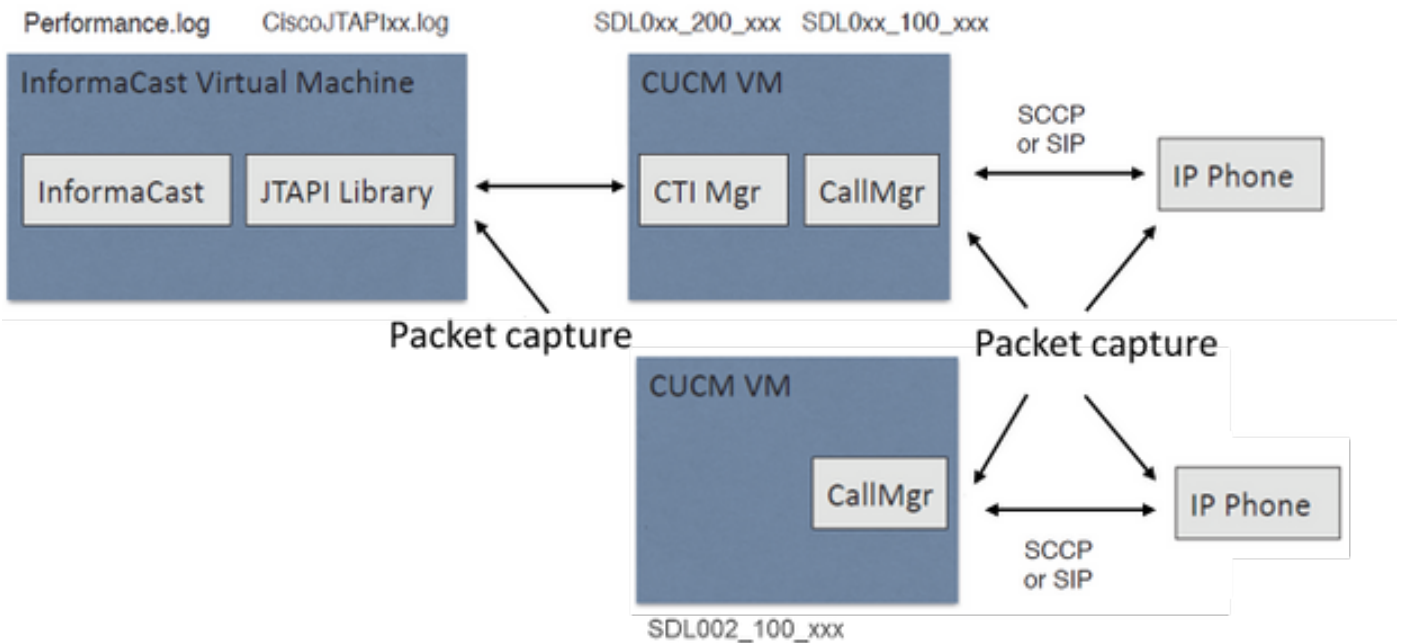 Performance.log CiscoJTAPIxx.log SDL0xx_200_xxx SDL0xx_100_xxx
InformaCast Virtual Machine
InformaCast JTAPI Library
CUCM VM
CTI Mgr CallMgr
SCCP
or SIP
IP Phone
Packet capture
Packet capture
CUCM VM
CallMgr
SCCP
or SIP
IP Phone
SDL002_100_xxx